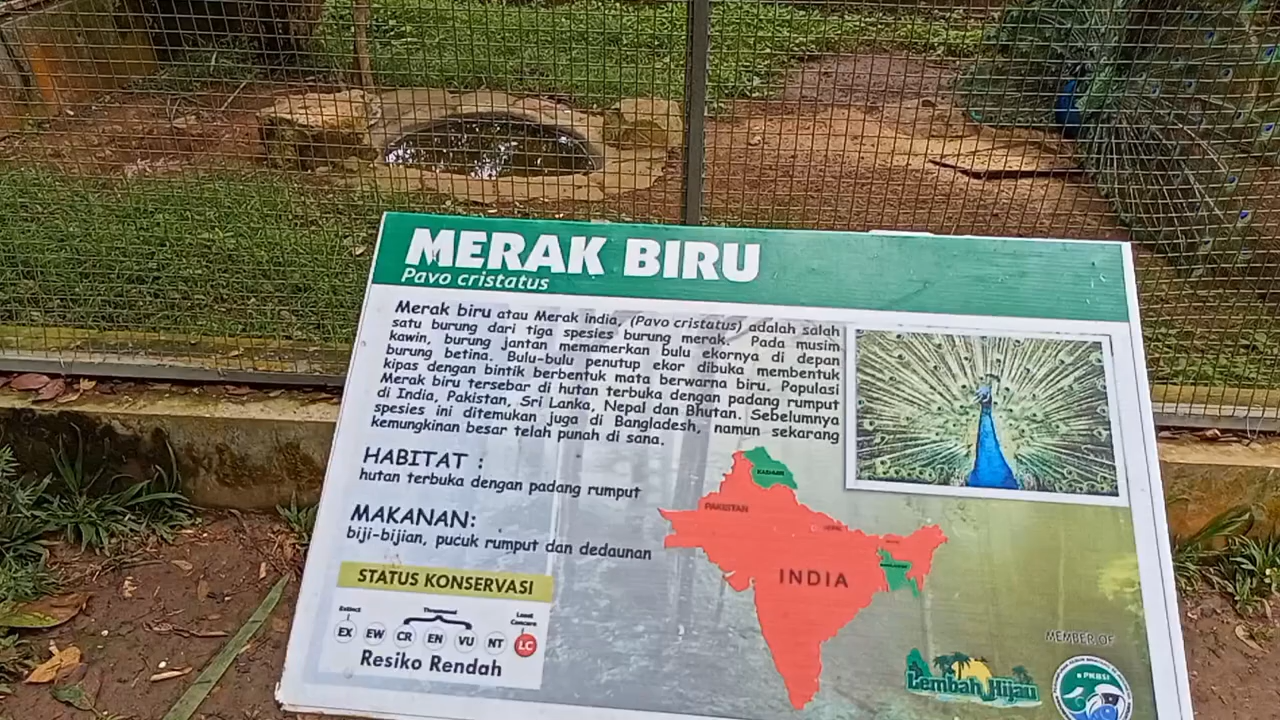 MERAK BIRU
Pavo cristatus
Merak biru atau Merak india, (Pavo cristatus) adalah salah
satu burung dari tiga spesies burung merak. Pada musim
kawin, burung jantan memamerkan bulu ekornya di depan
burung betina. Bulu-bulu penutup ekor dibuka membentuk
kipas dengan bintik berbentuk mata berwarna biru. Populasi
Merak biru tersebar di hutan terbuka dengan padang rumput
di India, Pakistan, Sri Lanka, Nepal dan Bhutan. Sebelumnya
spesies ini ditemukan juga di Bangladesh, namun sekarang
kemungkinan besar telah punah di sana.
HABITAT :
hutan terbuka dengan padang rumput
MAKANAN:
biji-bijian, pucuk rumput dan dedaunan
STATUS KONSERVASI
Extinct Threatened Least
Concern
EX EW CR EN VU NT LC
Resiko Rendah
KASHMIR
PAKISTAN
INDIA
MEMBER OF
Lembah Hijau
PKBSI